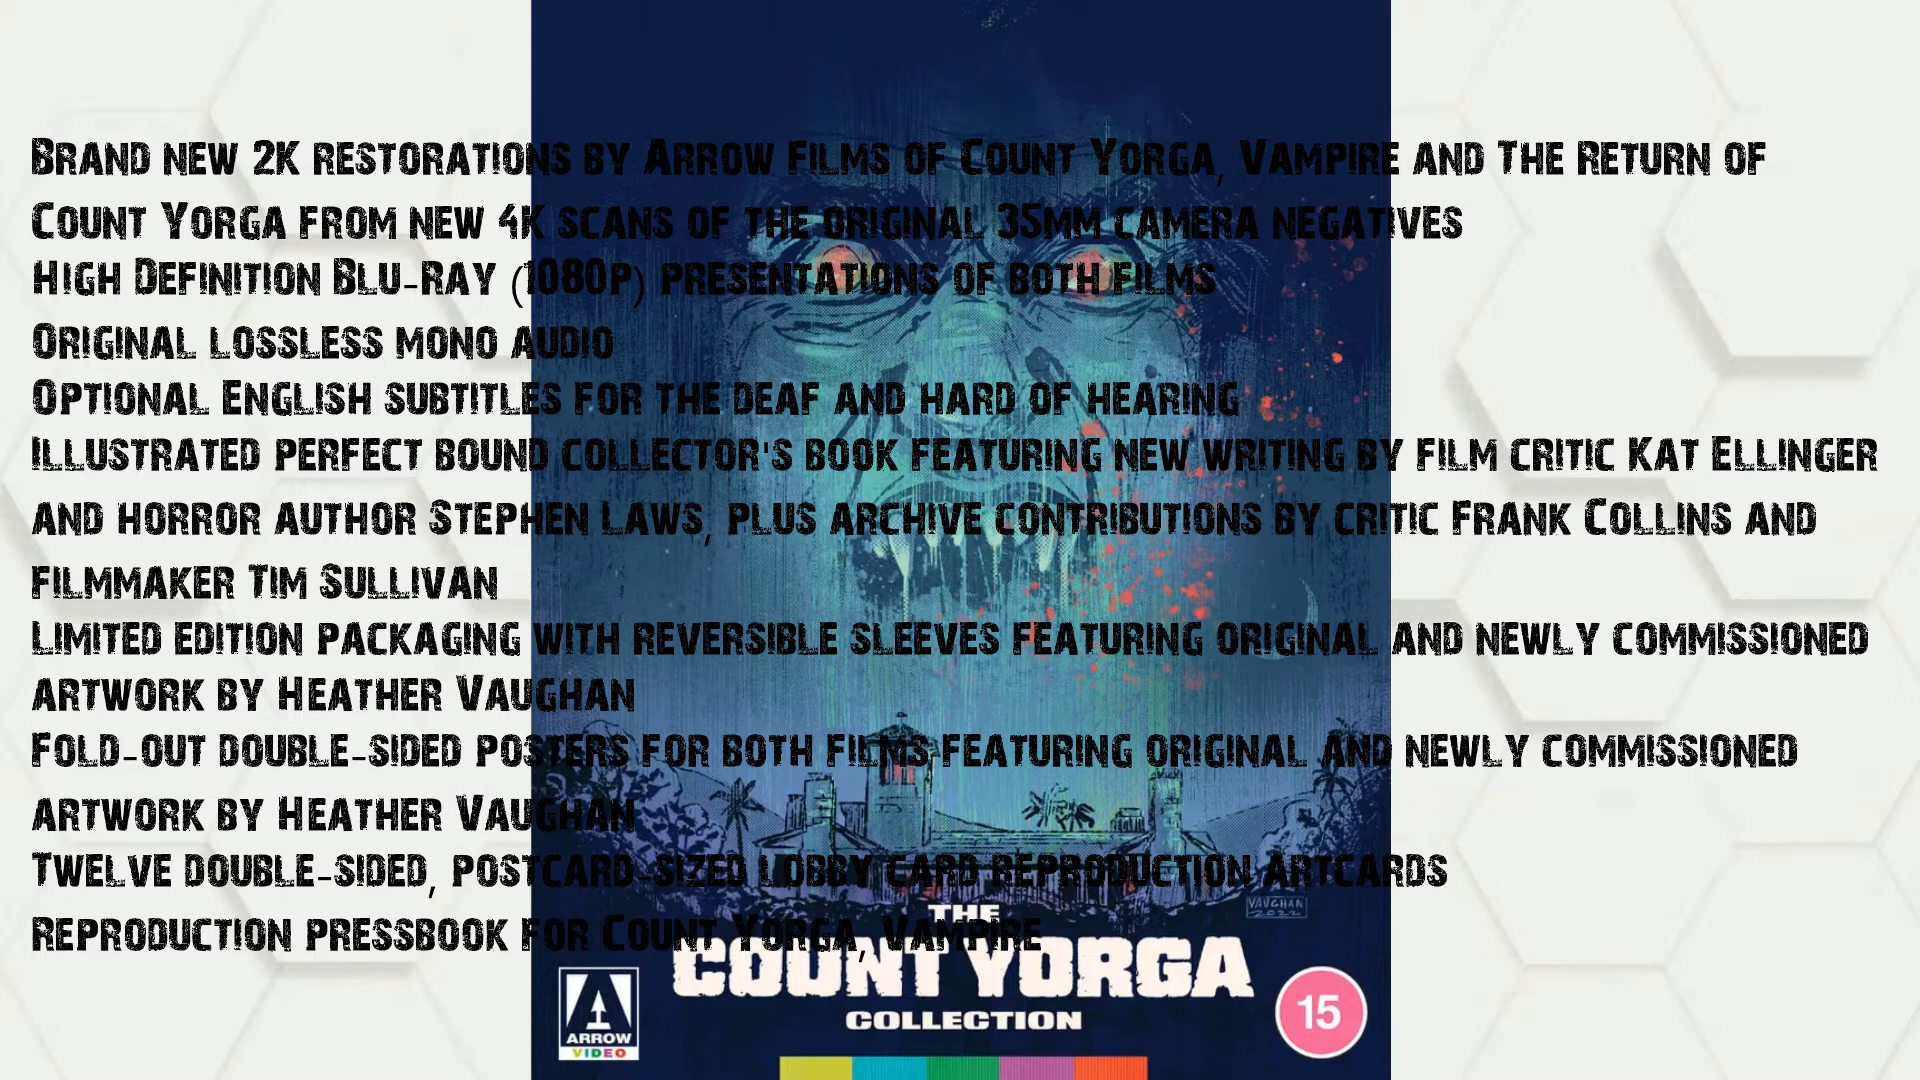 Brand new 2K restorations by Arrow Films of Count Yorga, Vampire and The Return of
Count Yorga from new 4K scans of the original 35mm camera negatives
High Definition Blu-Ray (1080p) presentations of both films
Original lossless mono audio
Optional English subtitles for the deaf and hard of hearing
Illustrated perfect bound collector's book featuring new writing by film critic Kat Ellinger
and horror author Stephen Laws, plus archive contributions by critic Frank Collins and
filmmaker Tim Sullivan
Limited edition packaging with reversible sleeves featuring original and newly commissioned
artwork by Heather Vaughan
Fold-out double-sided posters for both films featuring original and newly commissioned
artwork by Heather Vaughan
Twelve double-sided, postcard-sized lobby card reproduction artcards
Reproduction pressbook for Count Yorga, Vampire
VAUGHAN
2022
THE
COUNT YORGA
COLLECTION
ARROW
VIDEO
15